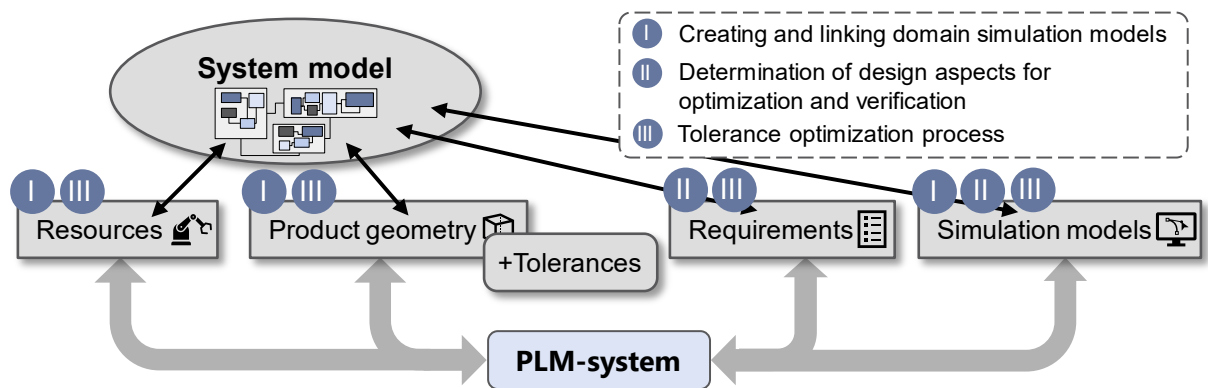 System model
I Creating and linking domain simulation models
II Determination of design aspects for
optimization and verification
III Tolerance optimization process
I III
Resources
I III
Product geometry
+Tolerances
II III
Requirements
I II III
Simulation models
PLM-system